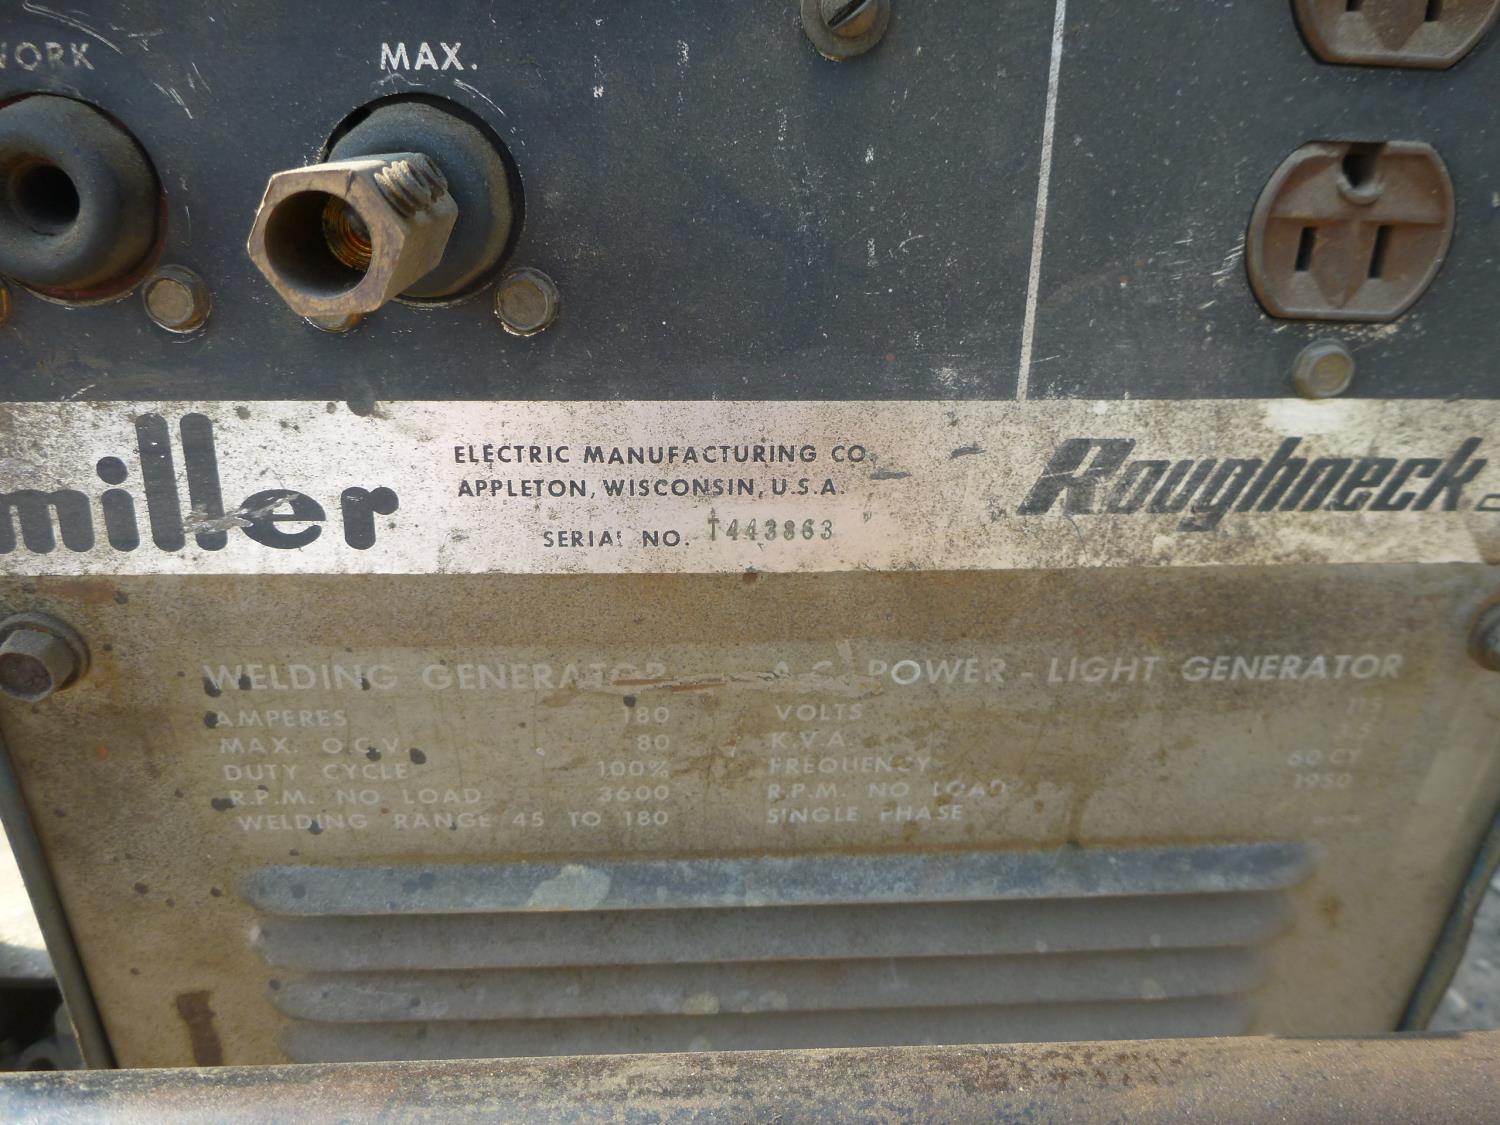 WORK MAX.
miller ELECTRIC MANUFACTURING CO. Roughneck
APPLETON, WISCONSIN, U.S.A.
SERIAL NO. T443863
WELDING GENERATOR A.C. POWER - LIGHT GENERATOR
AMPERES 180 VOLTS 115
MAX. O.C.V. 80 K.V.A.
DUTY CYCLE 100% FREQUENCY 60 CY
R.P.M. NO LOAD 3600 R.P.M. NO LOAD 1950
WELDING RANGE 45 TO 180 SINGLE PHASE